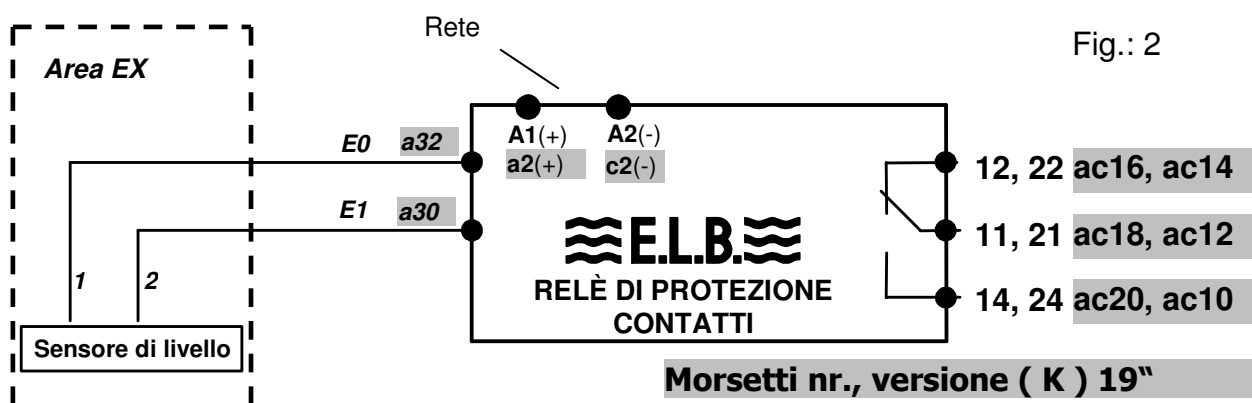 Rete
Fig.: 2
Area EX
A1(+) A2(-)
E0 a32
a2(+) c2(-)
12, 22 ac16, ac14
E1 a30
11, 21 ac18, ac12
E.L.B.
1 2
RELÈ DI PROTEZIONE
CONTATTI
14, 24 ac20, ac10
Sensore di livello
Morsetti nr., versione ( K ) 19“